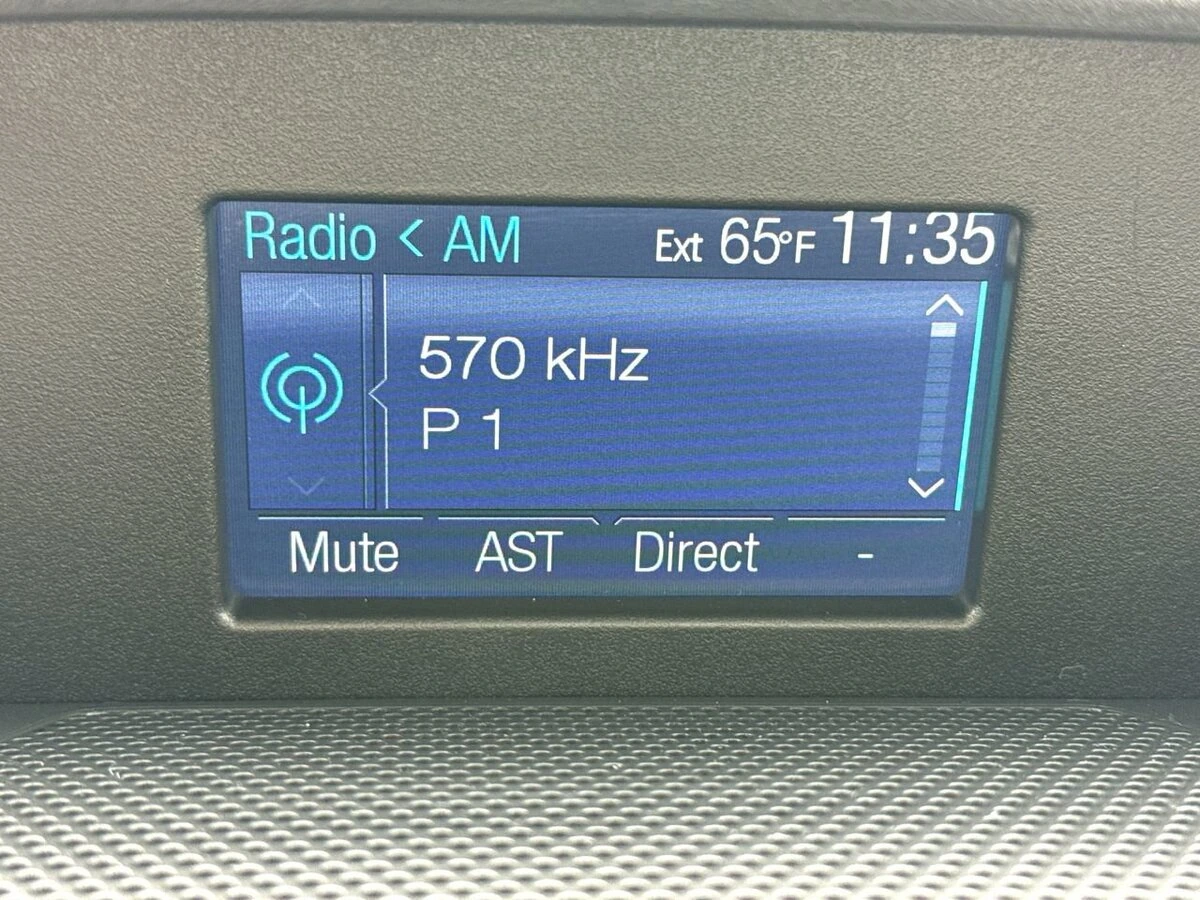 Radio < AM Ext 65°F 11:35
570 kHz
P 1
Mute AST Direct -